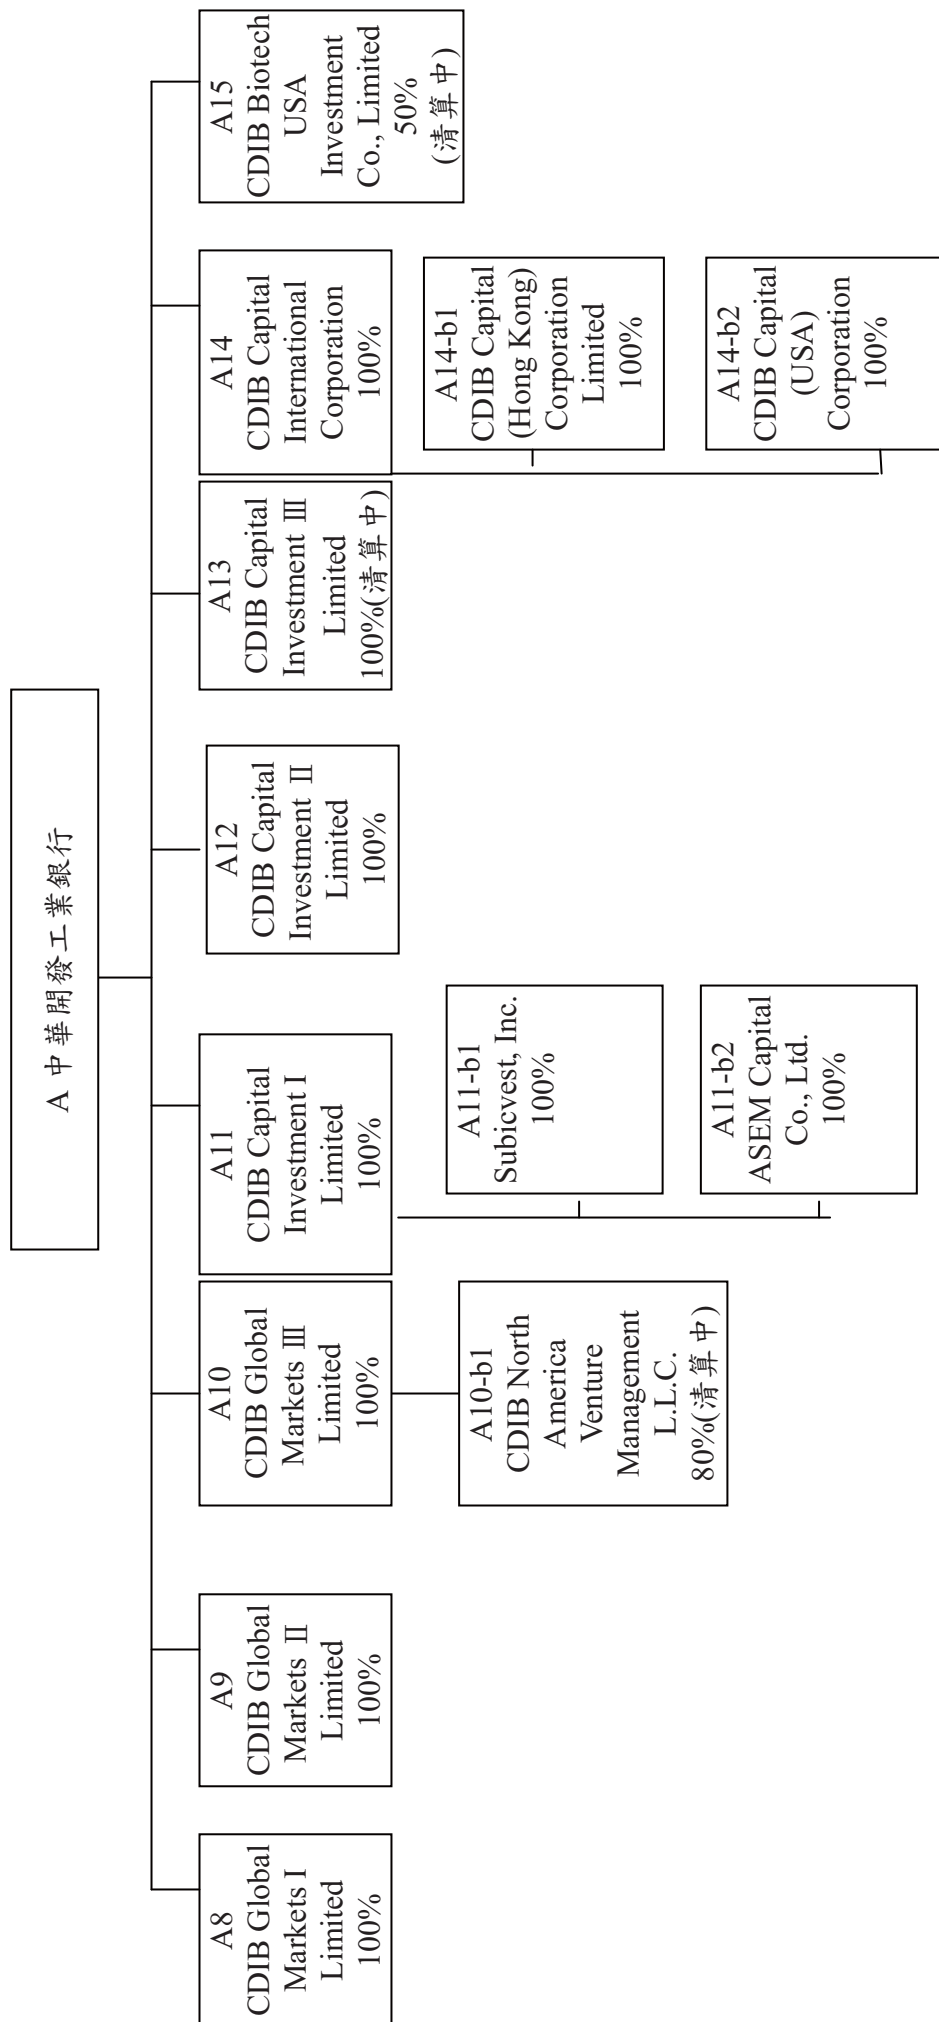 A 中華開發工業銀行
A8
CDIB Global
Markets I
Limited
100%
A9
CDIB Global
Markets Ⅱ
Limited
100%
A10
CDIB Global
Markets Ⅲ
Limited
100%
A11
CDIB Capital
Investment I
Limited
100%
A12
CDIB Capital
Investment Ⅱ
Limited
100%
A13
CDIB Capital
Investment Ⅲ
Limited
100%(清算中)
A14
CDIB Capital
International
Corporation
100%
A15
CDIB Biotech
USA
Investment
Co., Limited
50%
(清算中)
A10-b1
CDIB North
America
Venture
Management
L.L.C.
80%(清算中)
A11-b1
Subicvest, Inc.
100%
A11-b2
ASEM Capital
Co., Ltd.
100%
A14-b1
CDIB Capital
(Hong Kong)
Corporation
Limited
100%
A14-b2
CDIB Capital
(USA)
Corporation
100%